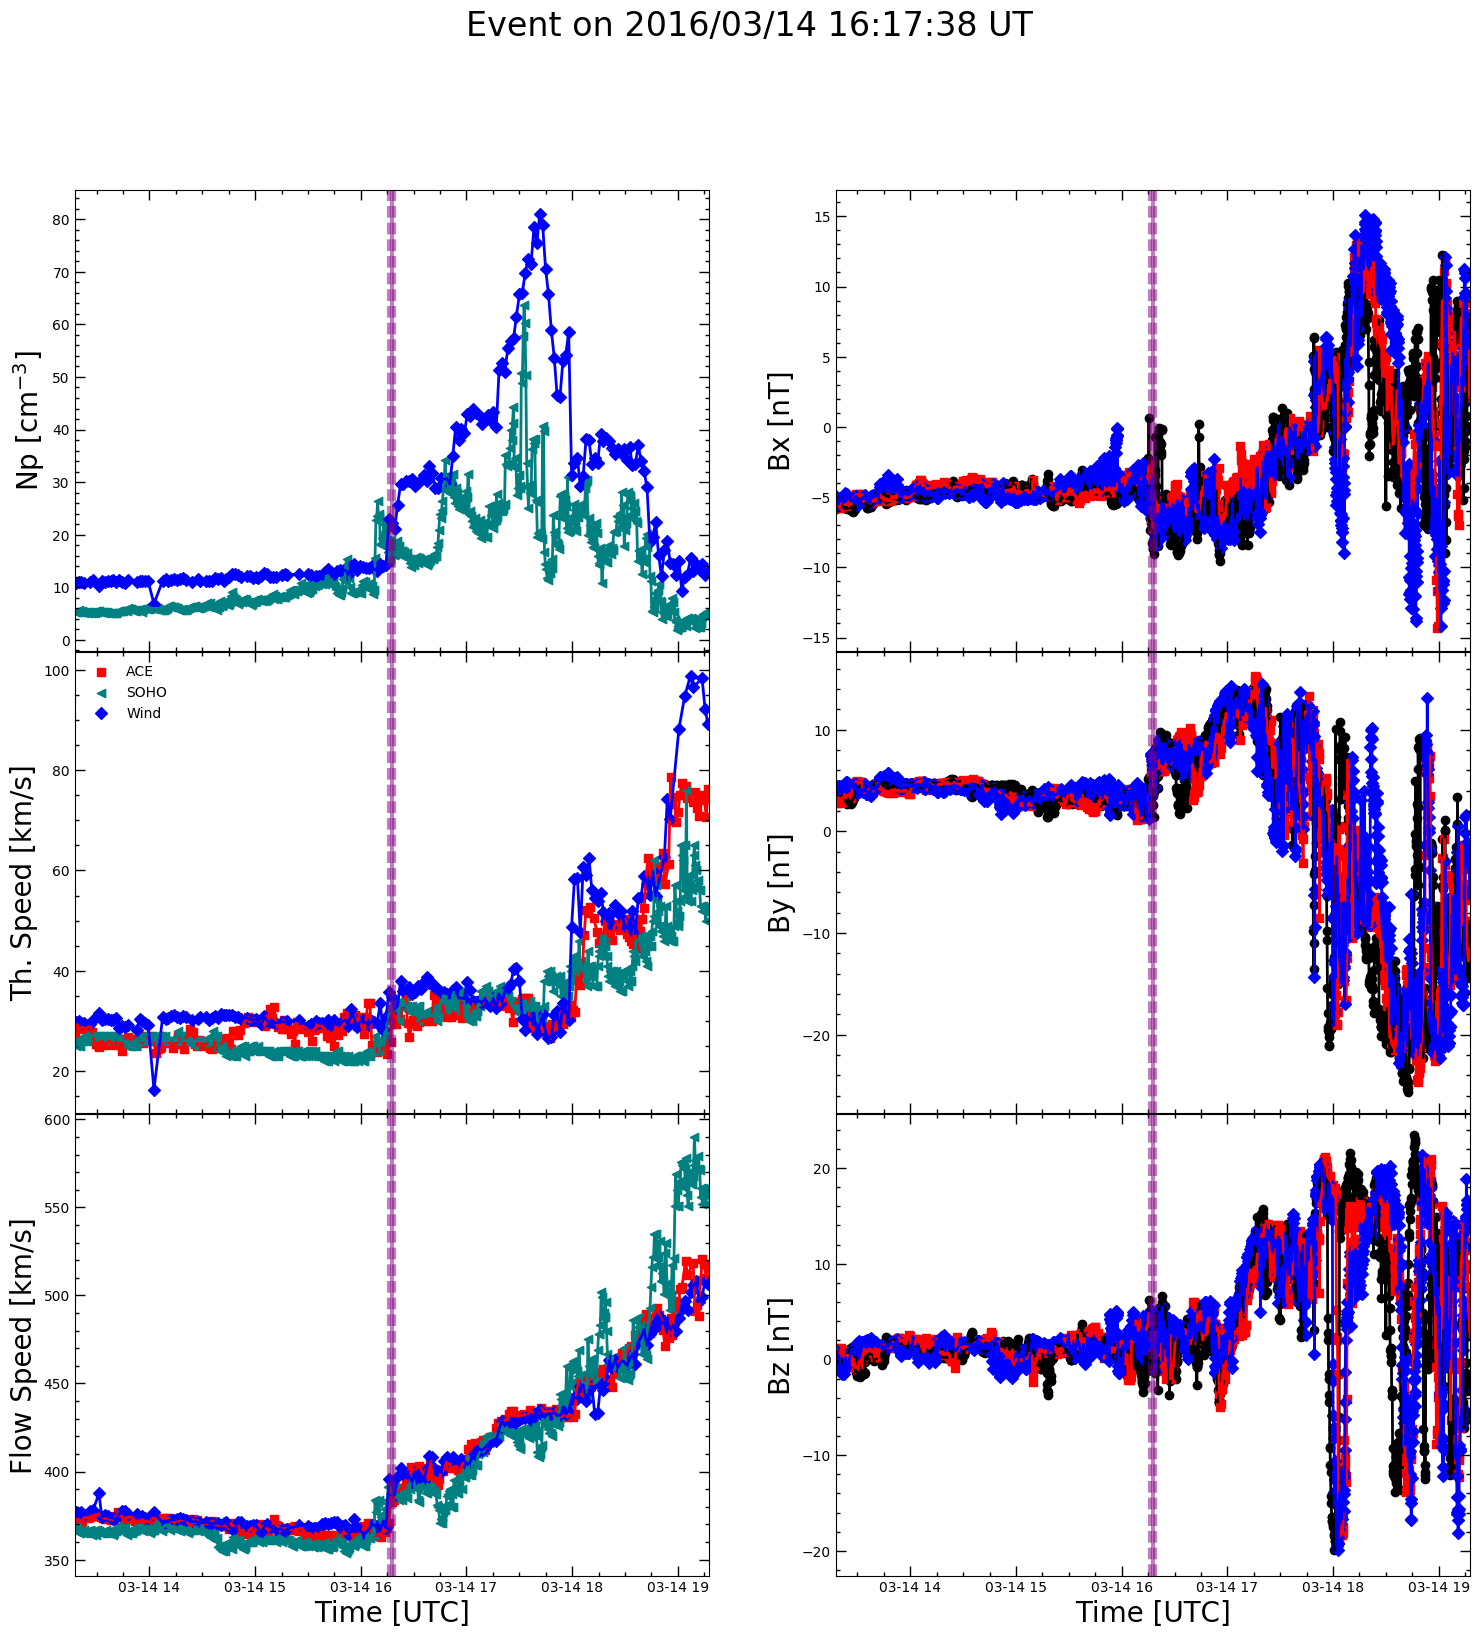 Event on 2016/03/14 16:17:38 UT
Np [cm⁻³]
80
70
60
50
40
30
20
10
0
Bx [nT]
15
10
5
0
−5
−10
−15
Th. Speed [km/s]
100
80
60
40
20
ACE
SOHO
Wind
By [nT]
10
0
−10
−20
Flow Speed [km/s]
600
550
500
450
400
350
Bz [nT]
20
10
0
−10
−20
03-14 14 03-14 15 03-14 16 03-14 17 03-14 18 03-14 19
Time [UTC]
03-14 14 03-14 15 03-14 16 03-14 17 03-14 18 03-14 19
Time [UTC]